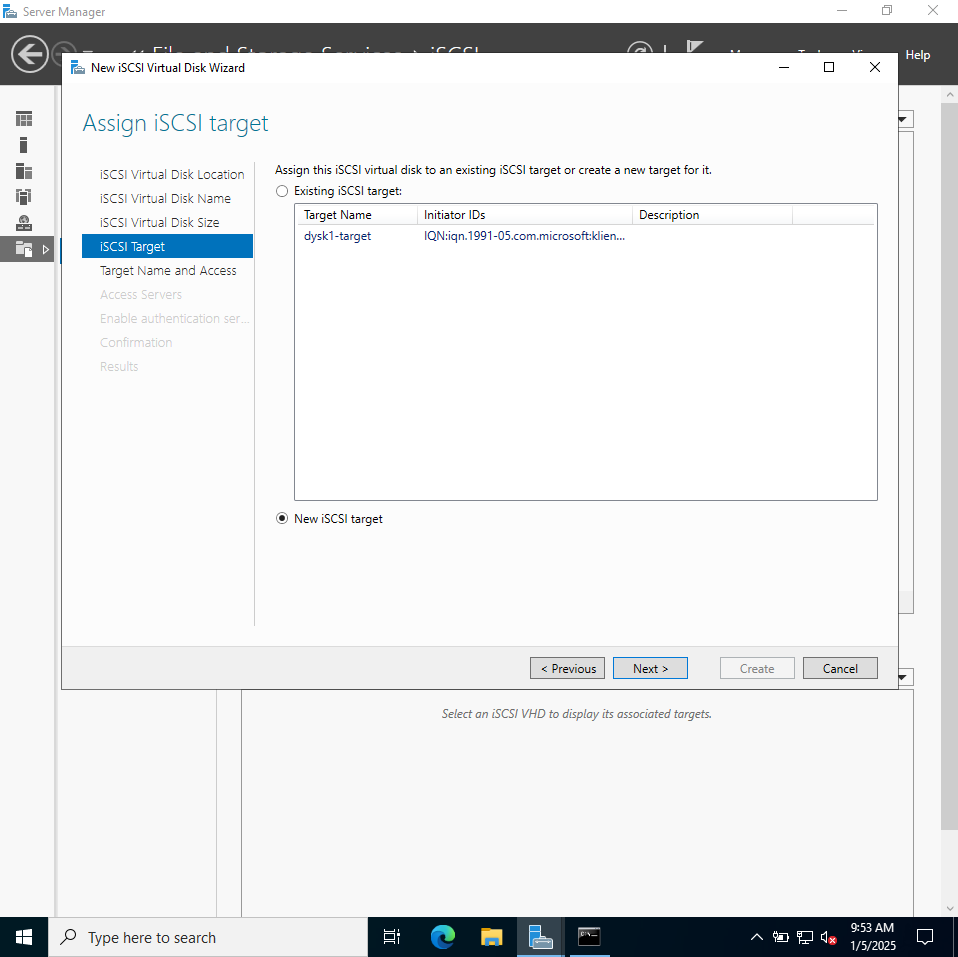 Server Manager
File and Storage Services
iSCSI
Help
New iSCSI Virtual Disk Wizard
Assign iSCSI target
iSCSI Virtual Disk Location
iSCSI Virtual Disk Name
iSCSI Virtual Disk Size
iSCSI Target
Target Name and Access
Access Servers
Enable authentication ser...
Confirmation
Results
Assign this iSCSI virtual disk to an existing iSCSI target or create a new target for it.
Existing iSCSI target:
Target Name Initiator IDs Description
dysk1-target IQN:iqn.1991-05.com.microsoft:klien...
New iSCSI target
< Previous Next > Create Cancel
Select an iSCSI VHD to display its associated targets.
Type here to search
9:53 AM
1/5/2025